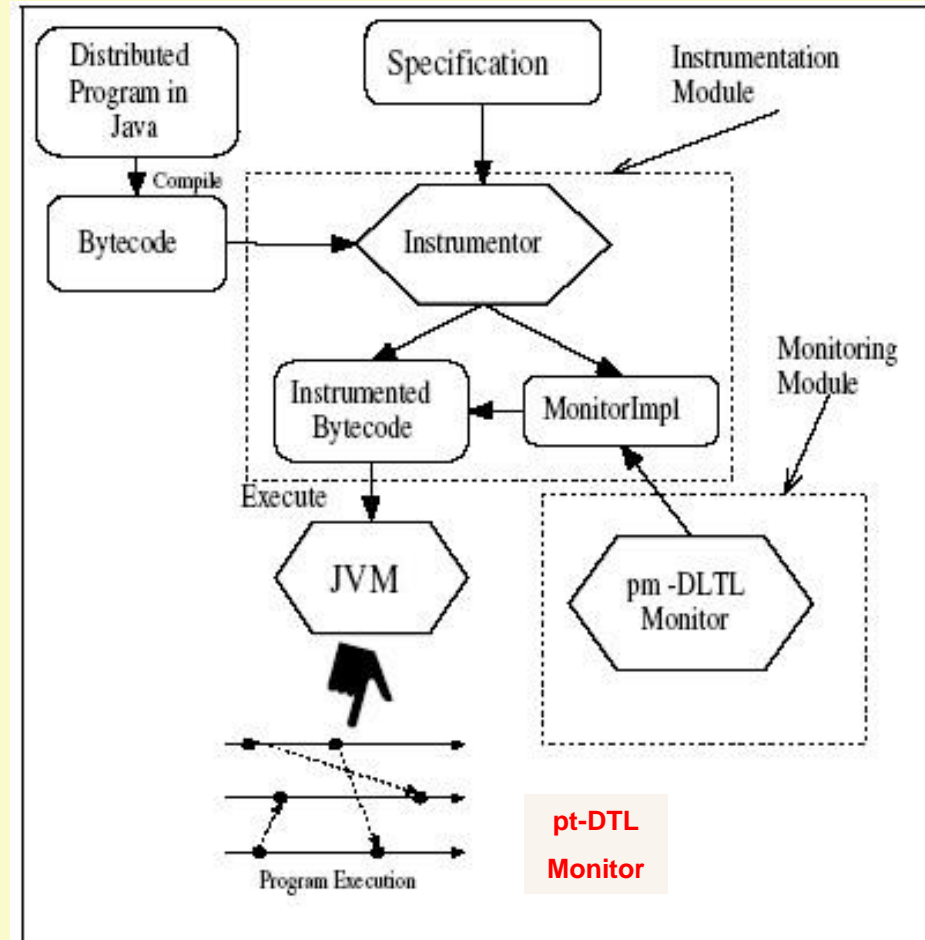 Distributed
Program in
Java
Specification
Instrumentation
Module
Compile
Bytecode
Instrumentor
Instrumented
Bytecode
MonitorImpl
Monitoring
Module
Execute
JVM
pm -DLTL
Monitor
Program Execution
pt-DTL
Monitor